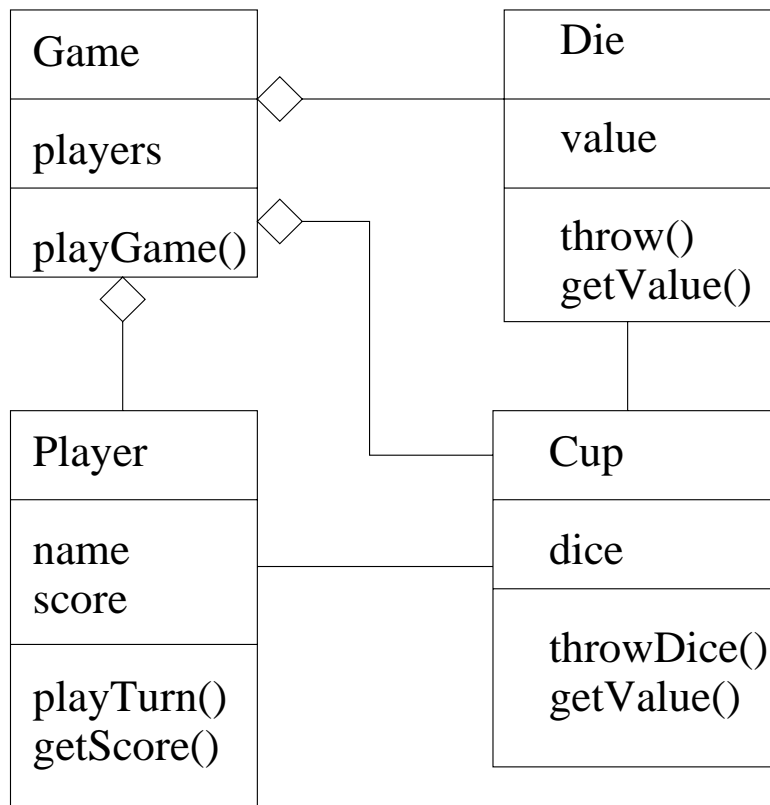 Game
players
playGame()
Die
value
throw()
getValue()
Player
name
score
playTurn()
getScore()
Cup
dice
throwDice()
getValue()